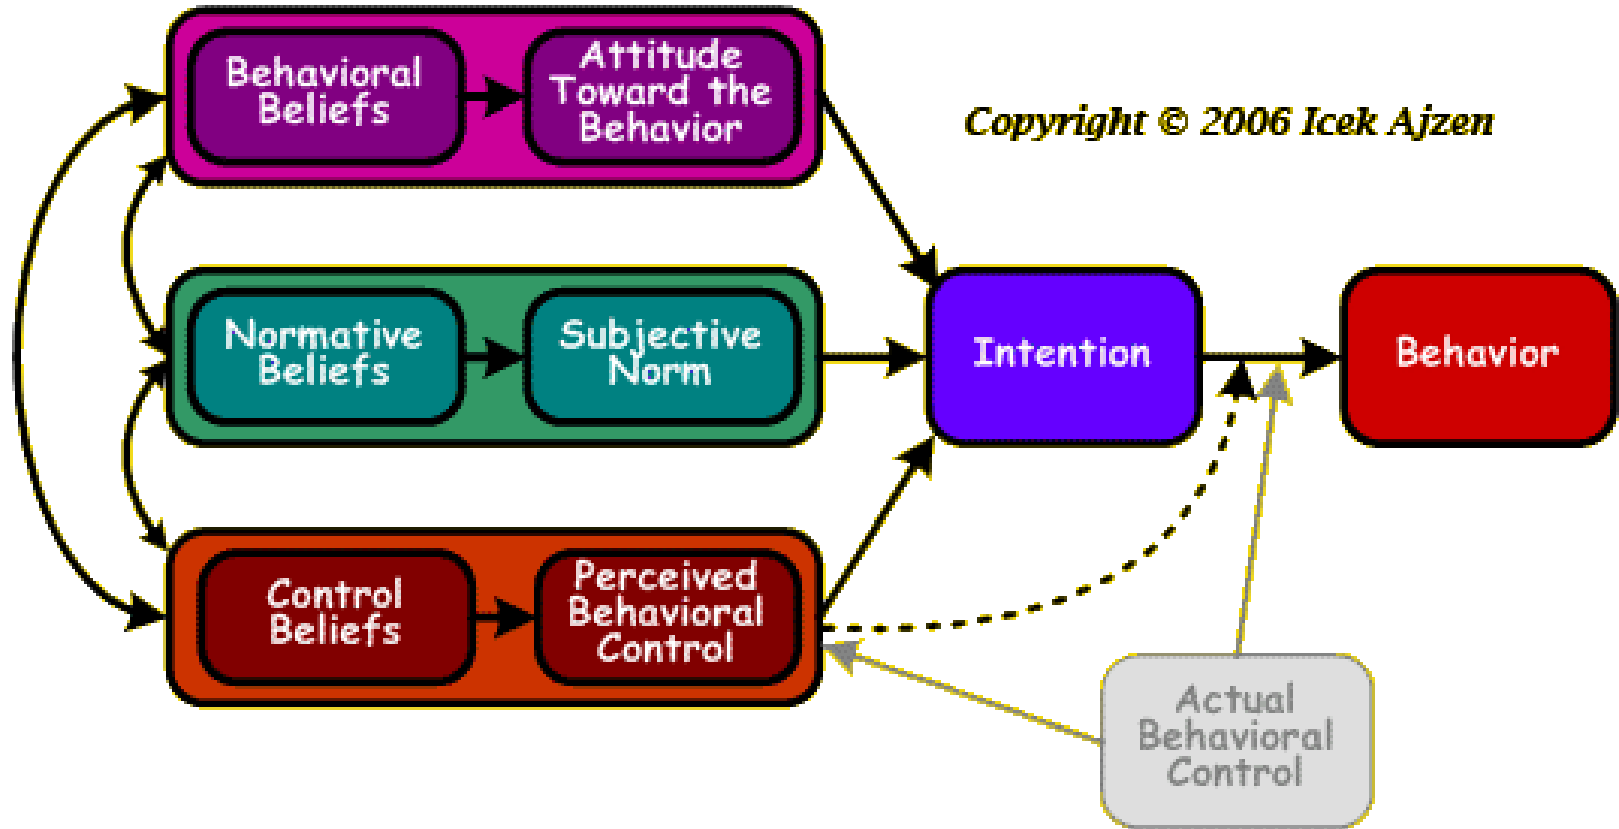 Behavioral
Beliefs
Attitude
Toward the
Behavior
Copyright © 2006 Icek Ajzen
Normative
Beliefs
Subjective
Norm
Intention
Behavior
Control
Beliefs
Perceived
Behavioral
Control
Actual
Behavioral
Control